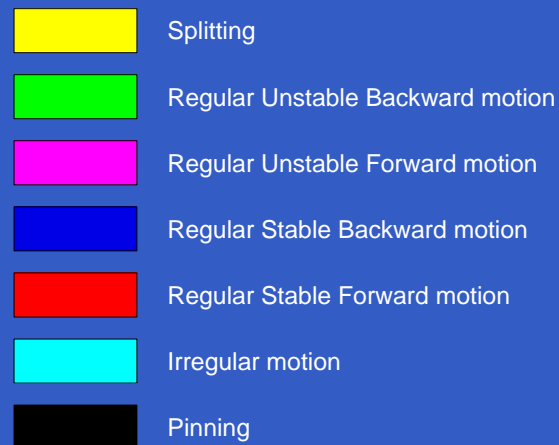 Splitting
Regular Unstable Backward motion
Regular Unstable Forward motion
Regular Stable Backward motion
Regular Stable Forward motion
Irregular motion
Pinning